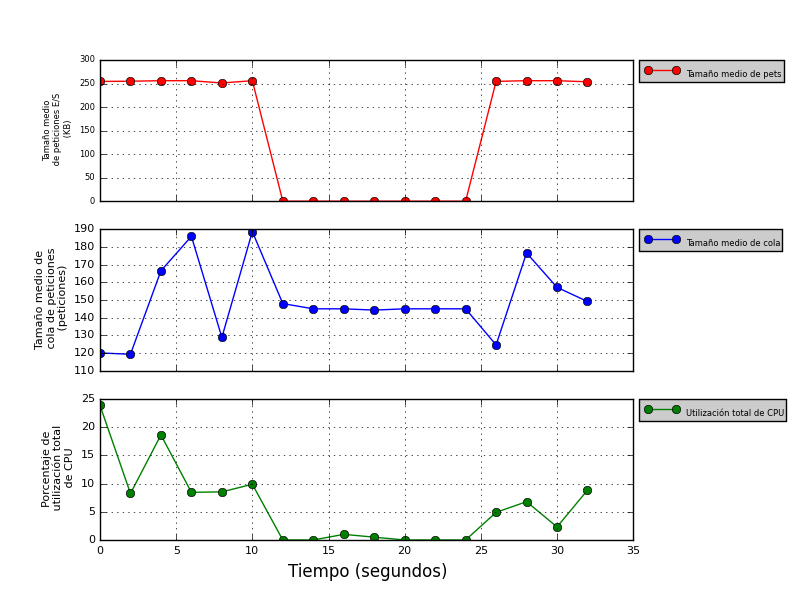 300
250
200
150
100
50
0
Tamaño medio
de peticiones E/S
(KB)
Tamaño medio de pets
190
180
170
160
150
140
130
120
110
Tamaño medio de
cola de peticiones
(peticiones)
Tamaño medio de cola
25
20
15
10
5
0
Porcentaje de
utilización total
de CPU
Utilización total de CPU
0 5 10 15 20 25 30 35
Tiempo (segundos)